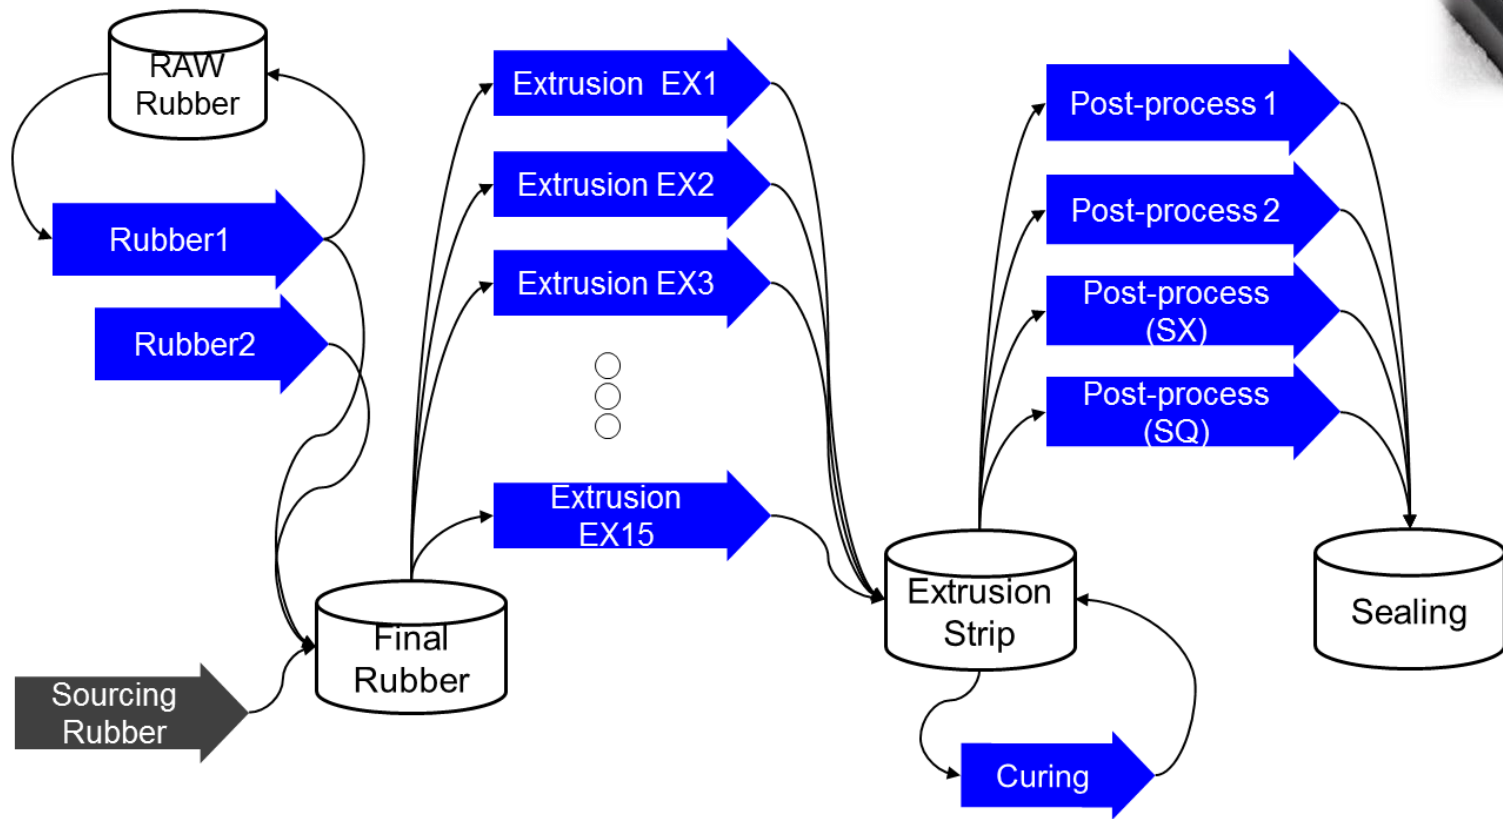 RAW
Rubber
Rubber1
Rubber2
Sourcing
Rubber
Final
Rubber
Extrusion EX1
Extrusion EX2
Extrusion EX3
Extrusion
EX15
Extrusion
Strip
Curing
Post-process 1
Post-process 2
Post-process
(SX)
Post-process
(SQ)
Sealing